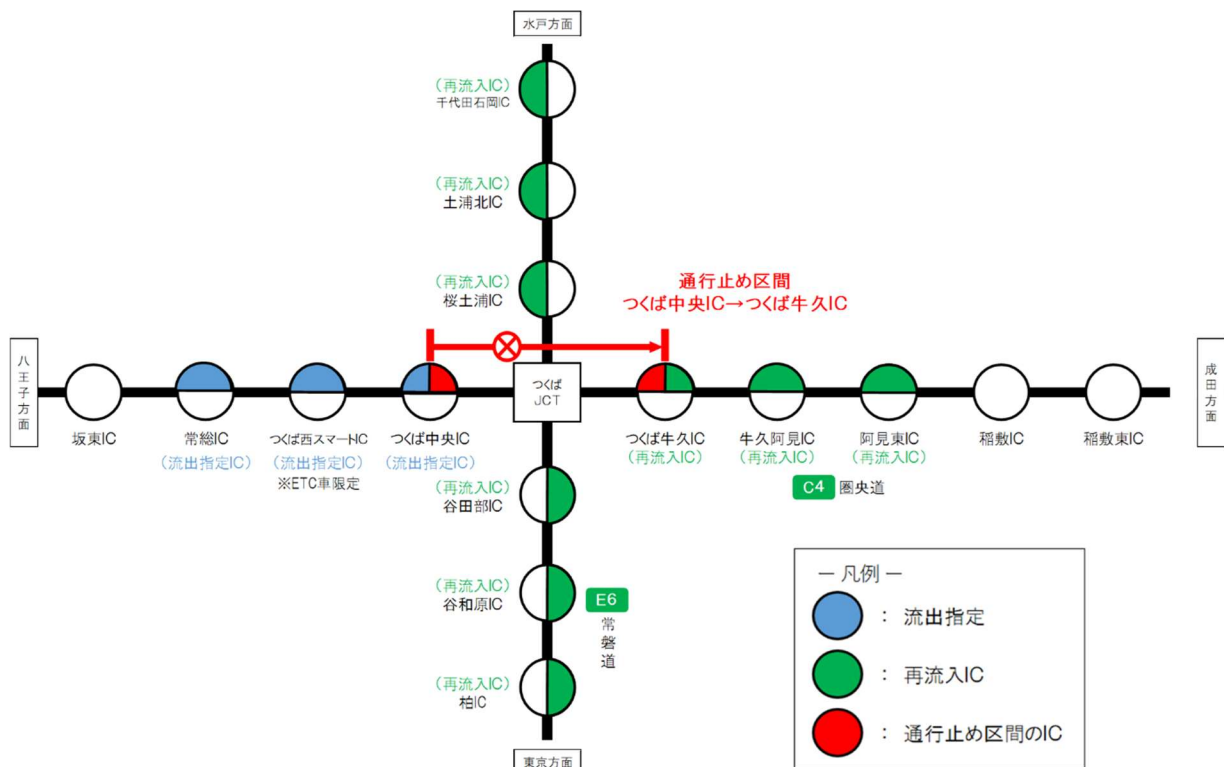 水戸方面
（再流入IC）
千代田石岡IC
（再流入IC）
土浦北IC
（再流入IC）
桜土浦IC
通行止め区間
つくば中央IC→つくば牛久IC
八王子方面
つくば
JCT
成田方面
坂東IC
常総IC
（流出指定IC）
つくば西スマートIC
（流出指定IC）
※ETC車限定
つくば中央IC
（流出指定IC）
つくば牛久IC
（再流入IC）
牛久阿見IC
（再流入IC）
阿見東IC
（再流入IC）
稲敷IC
稲敷東IC
C4 圏央道
（再流入IC）
谷田部IC
（再流入IC）
谷和原IC
E6
常磐道
（再流入IC）
柏IC
東京方面
― 凡例 ―
： 流出指定
： 再流入IC
： 通行止め区間のIC